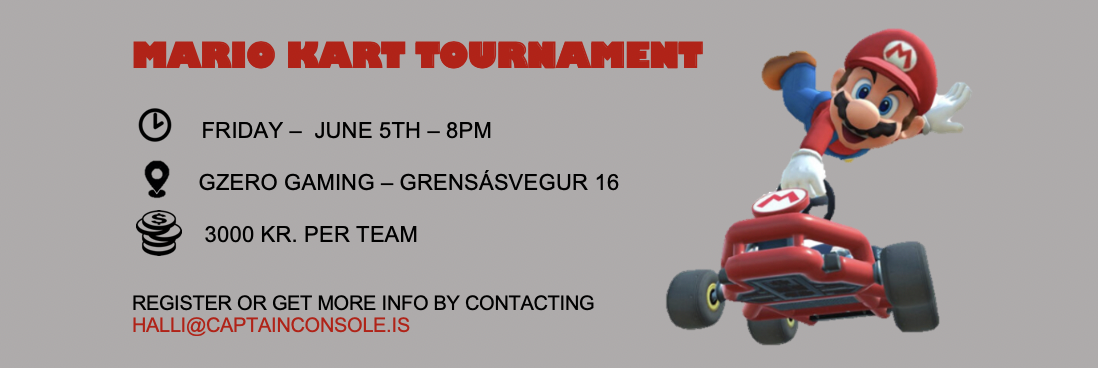 MARIO KART TOURNAMENT
FRIDAY – JUNE 5TH – 8PM
GZERO GAMING – GRENSÁSVEGUR 16
$
3000 KR. PER TEAM
REGISTER OR GET MORE INFO BY CONTACTING
HALLI@CAPTAINCONSOLE.IS
M
M